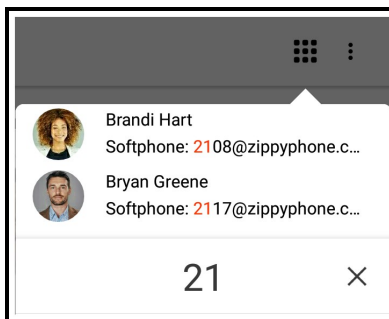 Brandi Hart
Softphone: 2108@zippyphone.c...
Bryan Greene
Softphone: 2117@zippyphone.c...
21